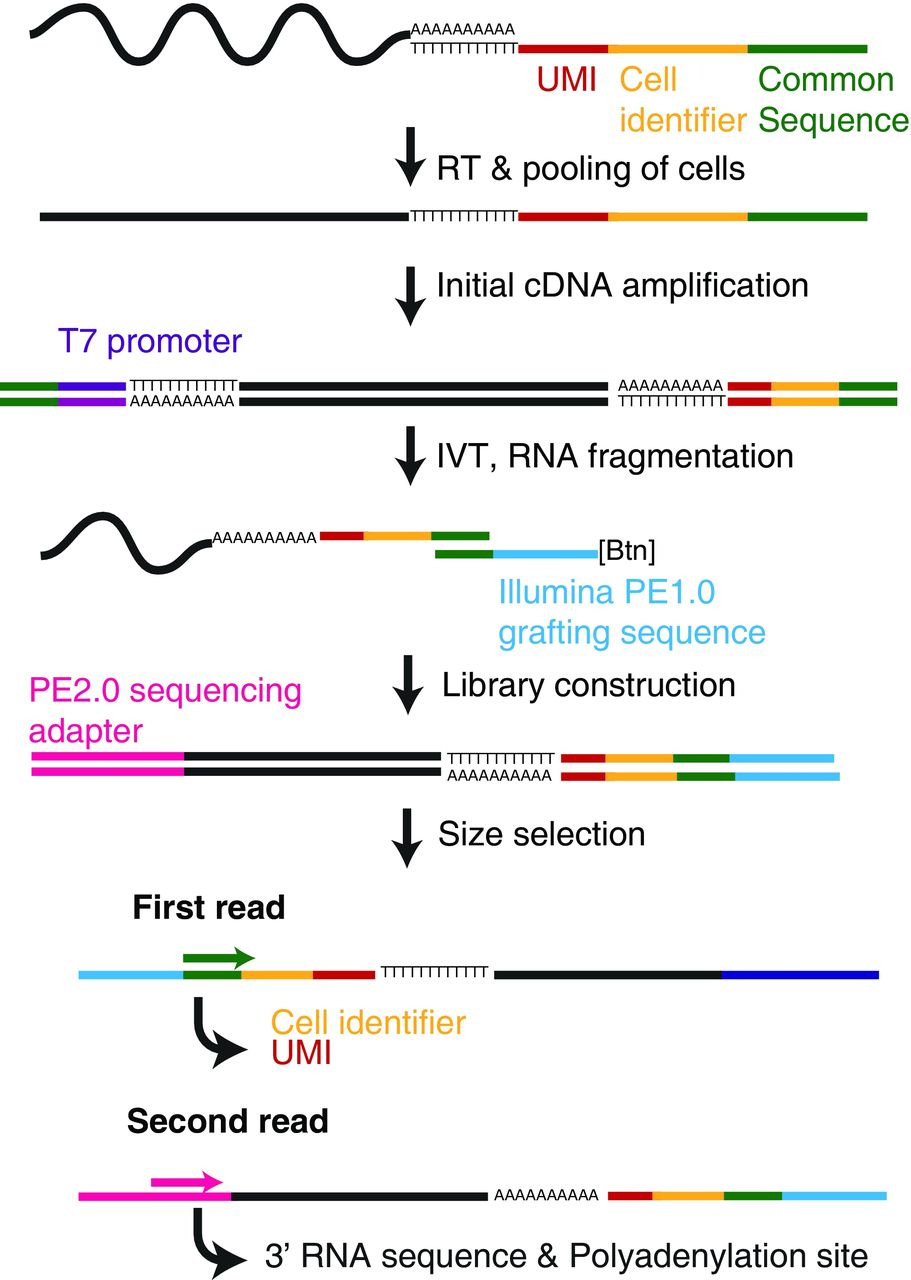 AAAAAAAAAA
TTTTTTTTTTT
UMI Cell identifier Common Sequence
RT & pooling of cells
TTTTTTTTTTT
Initial cDNA amplification
T7 promoter
TTTTTTTTTTT AAAAAAAAAA
AAAAAAAAAA TTTTTTTTTTT
IVT, RNA fragmentation
AAAAAAAAAA
[Btn]
Illumina PE1.0
grafting sequence
Library construction
PE2.0 sequencing
adapter
TTTTTTTTTTT
AAAAAAAAAA
Size selection
First read
TTTTTTTTTTT
Cell identifier
UMI
Second read
AAAAAAAAAA
3’ RNA sequence & Polyadenylation site